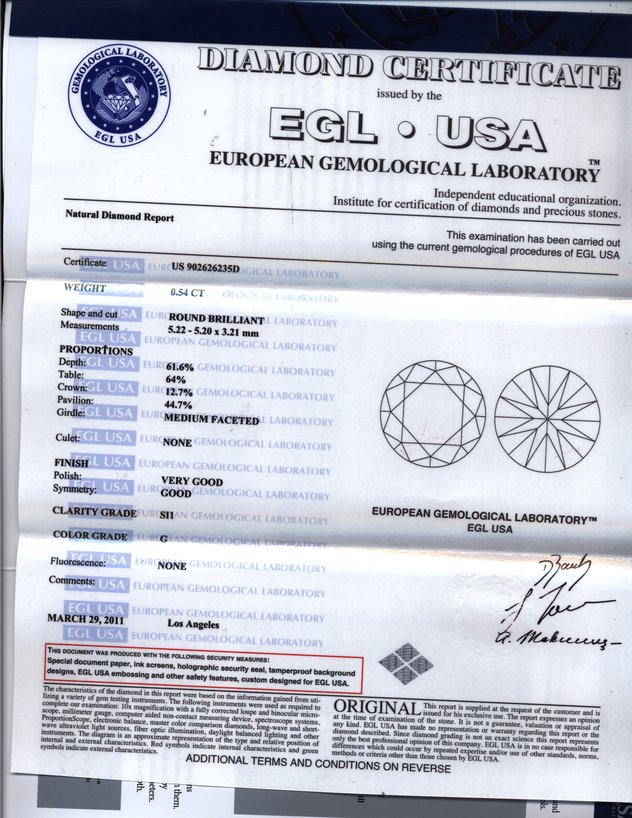 GEMOLOGICAL LABORATORY
EGL USA
DIAMOND CERTIFICATE
issued by the
EGL • USA
EUROPEAN GEMOLOGICAL LABORATORY™
Independent educational organization.
Institute for certification of diamonds and precious stones.
Natural Diamond Report
This examination has been carried out
using the current gemological procedures of EGL USA
Certificate US 902626235D
WEIGHT 0.54 CT
Shape and cut ROUND BRILLIANT
Measurements 5.22 - 5.20 x 3.21 mm
PROPORTIONS
Depth: 61.6%
Table: 64%
Crown: 12.7%
Pavilion: 44.7%
Girdle: MEDIUM FACETED
Culet: NONE
FINISH
Polish: VERY GOOD
Symmetry: GOOD
CLARITY GRADE SI1
COLOR GRADE G
Fluorescence: NONE
Comments:
MARCH 29, 2011 Los Angeles
EUROPEAN GEMOLOGICAL LABORATORY™
EGL USA
THIS DOCUMENT WAS PRODUCED WITH THE FOLLOWING SECURITY MEASURES:
Special document paper, ink screens, holographic security seal, tamperproof background
designs, EGL USA embossing and other safety features, custom designed for EGL USA.
The characteristics of the diamond in this report were based on the information gained from uti-
lizing a variety of gem testing instruments. The following instruments were used as required to
complete our examination: 10x magnification with a fully corrected loupe and binocular micro-
scope, millimeter gauge, computer aided non-contact measuring device, spectroscope systems,
ProportionScope, electronic balance, master color comparison diamonds, long-wave and short-
wave ultraviolet light sources, fiber optic illumination, daylight balanced lighting and other
instruments. The diagram is an approximate representation of the type and relative position of
internal and external characteristics. Red symbols indicate internal characteristics and green
symbols indicate external characteristics.
ORIGINAL This report is supplied at the request of the customer and is
issued for his exclusive use. The report expresses an opinion
at the time of examination of the stone. It is not a guarantee, valuation or appraisal of
any kind. EGL USA has made no representation or warranty regarding this report or the
diamond described. Since diamond grading is not an exact science this report represents
only the best professional opinion of this company. EGL USA is in no case responsible for
differences which could occur by repeated expertise and/or use of other standards, norms,
methods or criteria other than those chosen by EGL USA.
ADDITIONAL TERMS AND CONDITIONS ON REVERSE